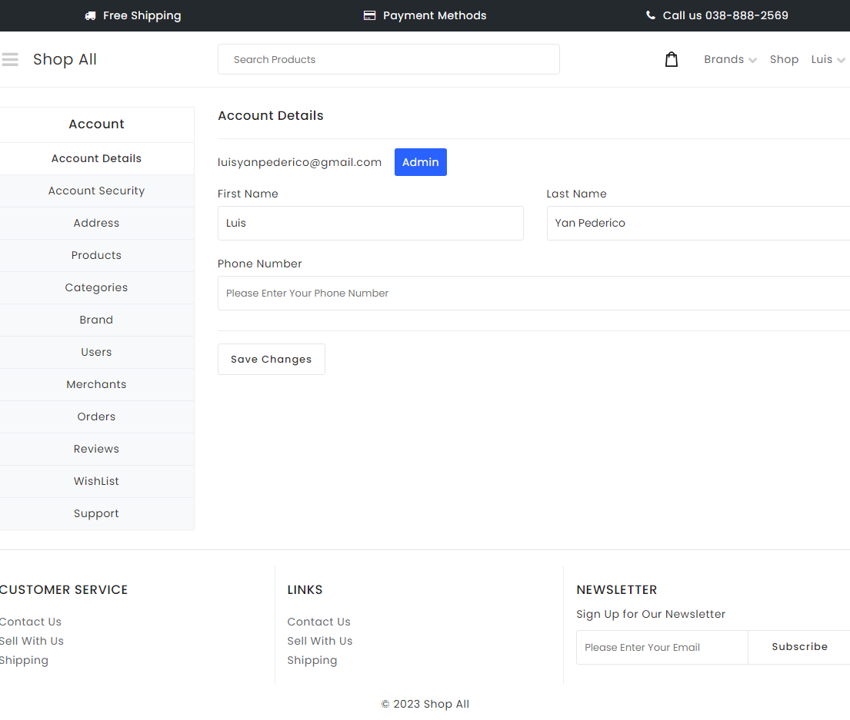 Free Shipping
Payment Methods
Call us 038-888-2569
Shop All
Search Products
Brands
Shop
Luis
Account
Account Details
Account Security
Address
Products
Categories
Brand
Users
Merchants
Orders
Reviews
WishList
Support
Account Details
luisyanpederico@gmail.com
Admin
First Name
Last Name
Luis
Yan Pederico
Phone Number
Please Enter Your Phone Number
Save Changes
CUSTOMER SERVICE
Contact Us
Sell With Us
Shipping
LINKS
Contact Us
Sell With Us
Shipping
NEWSLETTER
Sign Up for Our Newsletter
Please Enter Your Email
Subscribe
© 2023 Shop All